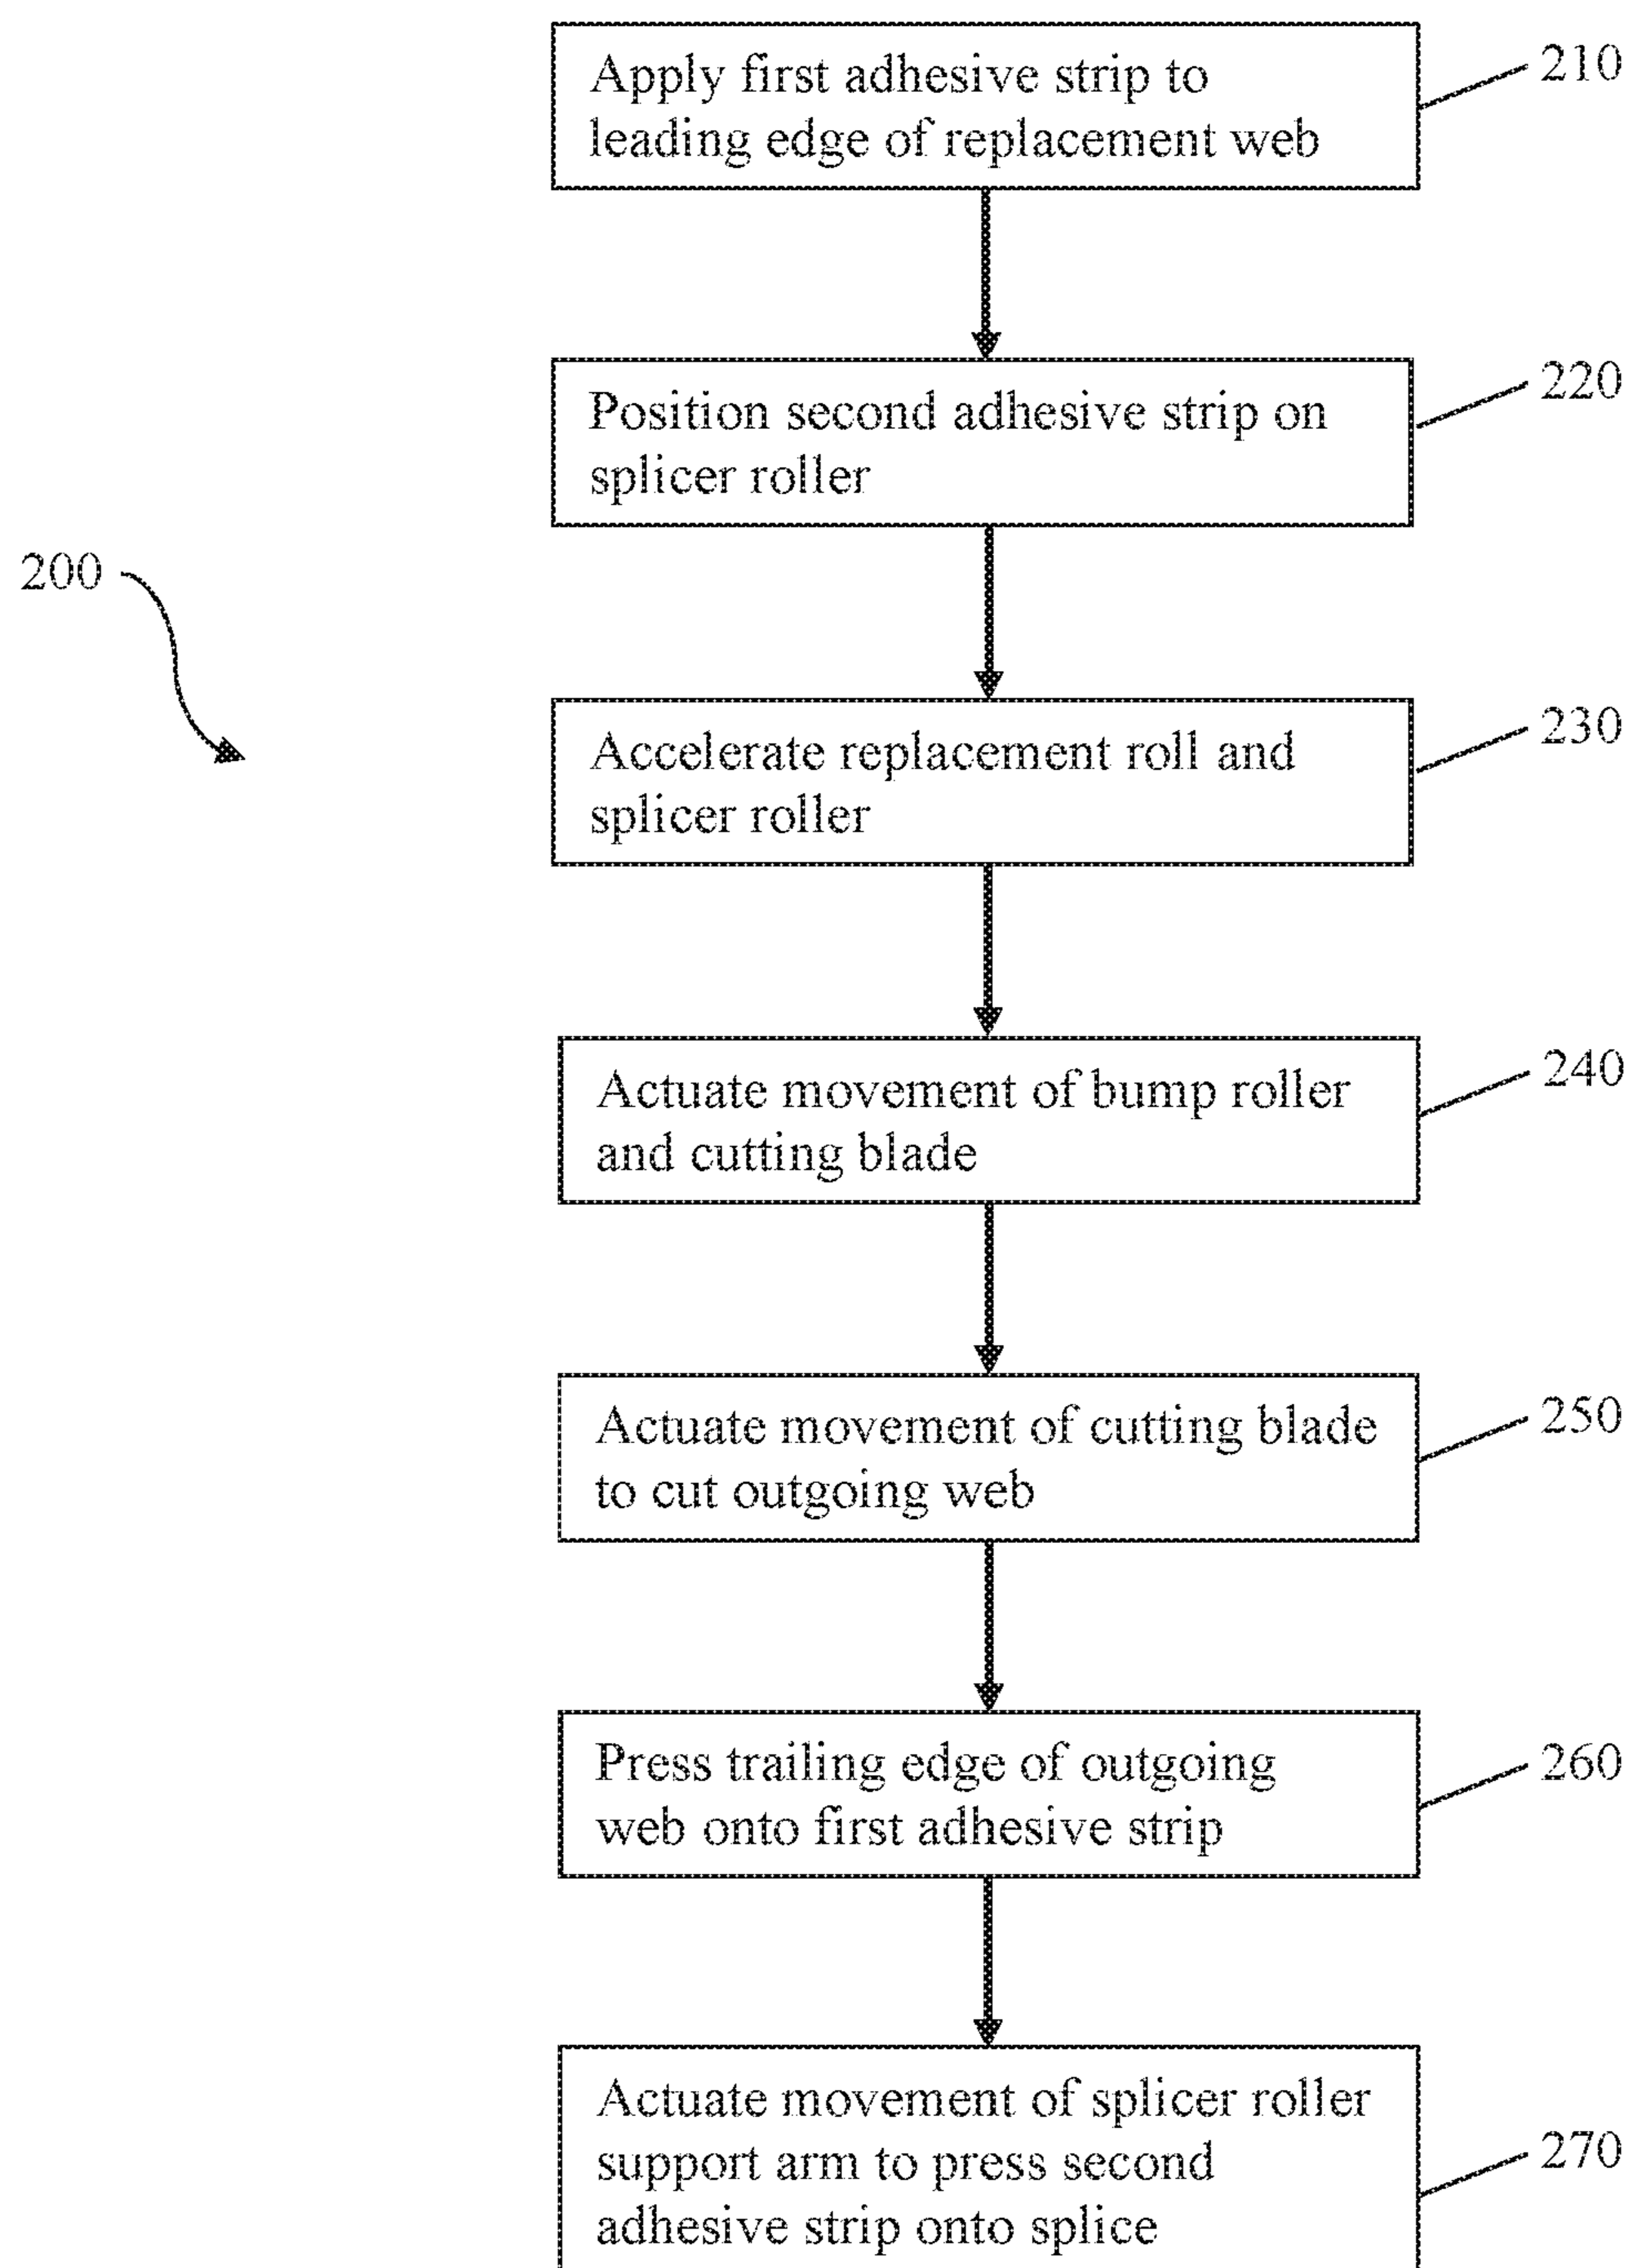 Apply first adhesive strip to
leading edge of replacement web
210
Position second adhesive strip on
splicer roller
220
200
Accelerate replacement roll and
splicer roller
230
Actuate movement of bump roller
and cutting blade
240
Actuate movement of cutting blade
to cut outgoing web
250
Press trailing edge of outgoing
web onto first adhesive strip
260
Actuate movement of splicer roller
support arm to press second
adhesive strip onto splice
270